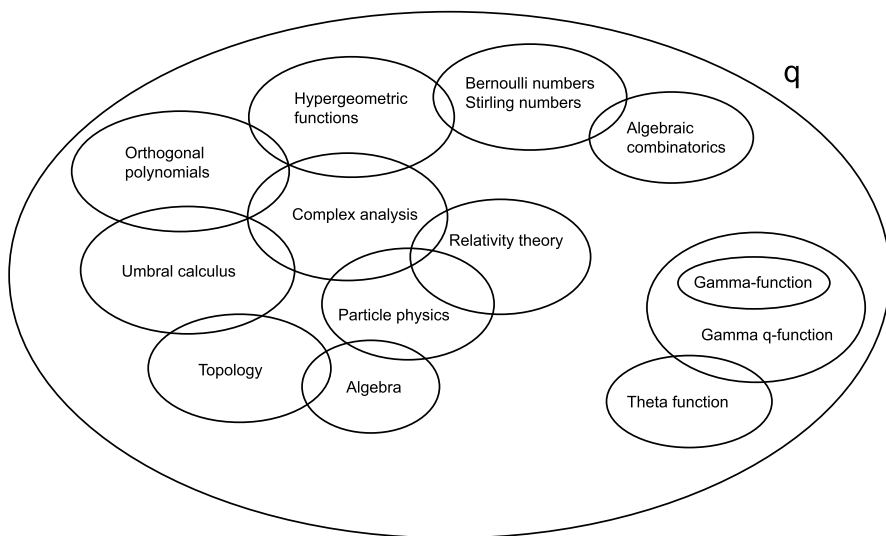 q
Bernoulli numbers
Stirling numbers
Hypergeometric
functions
Algebraic
combinatorics
Orthogonal
polynomials
Complex analysis
Relativity theory
Umbral calculus
Gamma-function
Particle physics
Gamma q-function
Topology
Algebra
Theta function